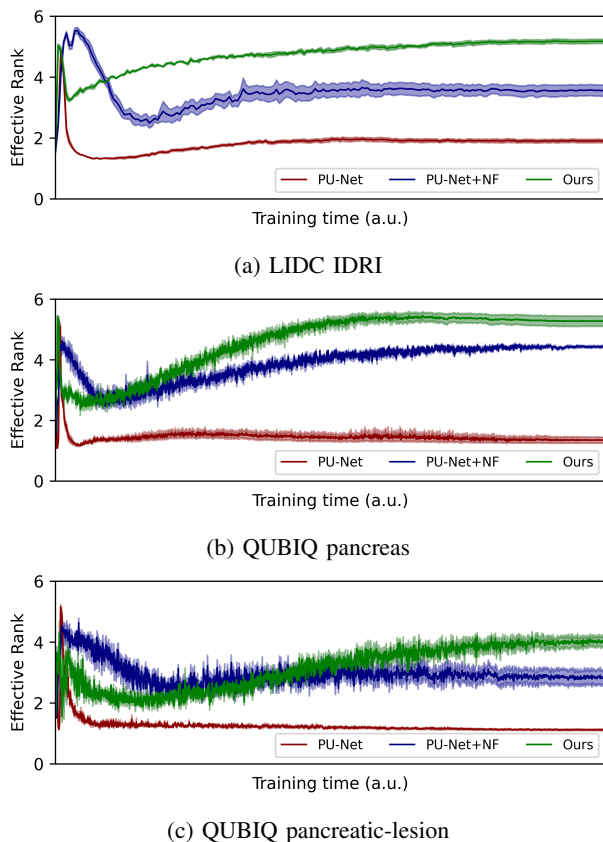 6
4
2
0
Effective Rank
PU-Net PU-Net+NF Ours
Training time (a.u.)
(a) LIDC IDRI
6
4
2
0
Effective Rank
PU-Net PU-Net+NF Ours
Training time (a.u.)
(b) QUBIQ pancreas
6
4
2
0
Effective Rank
PU-Net PU-Net+NF Ours
Training time (a.u.)
(c) QUBIQ pancreatic-lesion